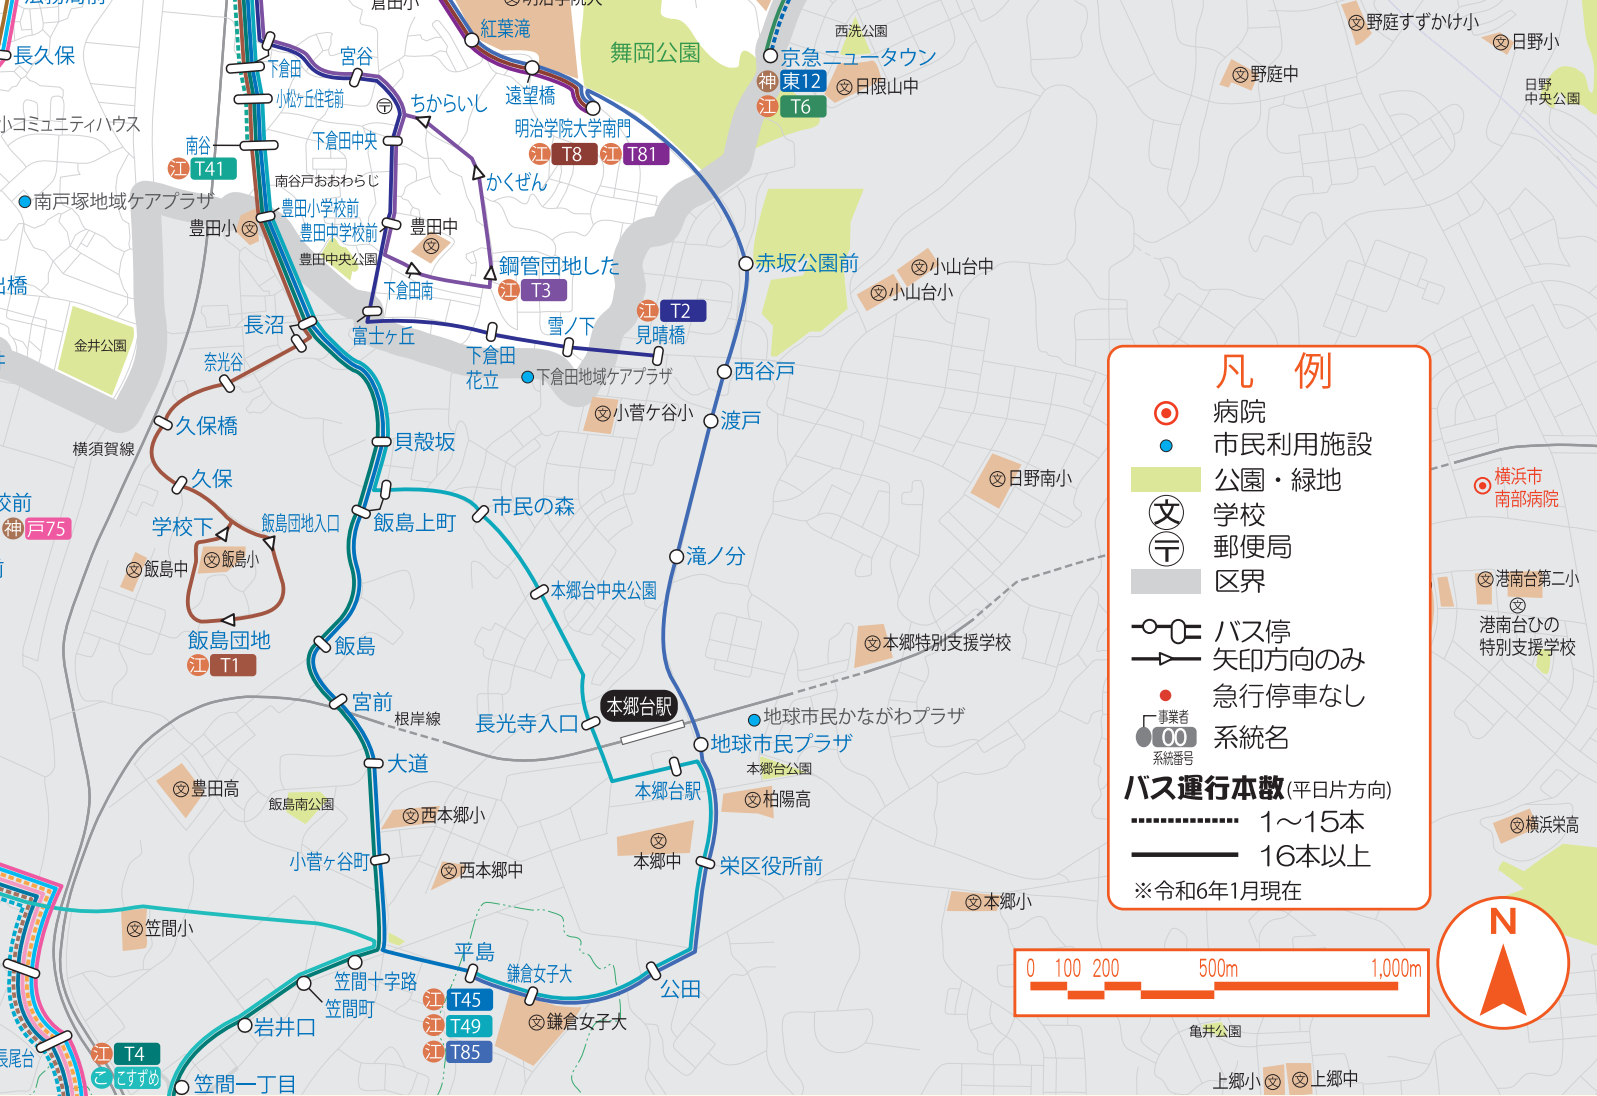 倉田小
長久保
紅葉滝
舞岡公園
西洗公園
京急ニュータウン
神 東12
江 T6
日限山中
野庭すずかけ小
日野小
野庭中
日野
中央公園
宮谷
下倉田
小松ヶ丘住宅前
遠望橋
ちからいし
明治学院大学南門
江 T8
江 T81
小コミュニティハウス
南谷
江 T41
下倉田中央
かくぜん
南谷戸おおわらじ
南戸塚地域ケアプラザ
豊田小学校前
豊田小
豊田中学校前
豊田中
豊田中央公園
鋼管団地した
江 T3
下倉田南
赤坂公園前
小山台中
小山台小
江 T2
見晴橋
長沼
富士ヶ丘
雪ノ下
下倉田
花立
下倉田地域ケアプラザ
金井公園
奈光谷
西谷戸
小菅ケ谷小
渡戸
久保橋
横須賀線
貝殻坂
久保
日野南小
市民の森
飯島上町
学校下
飯島団地入口
神 戸75
飯島中
飯島小
滝ノ分
本郷台中央公園
飯島団地
江 T1
飯島
本郷特別支援学校
宮前
根岸線
長光寺入口
本郷台駅
地球市民かながわプラザ
地球市民プラザ
大道
本郷台公園
本郷台駅
柏陽高
豊田高
飯島南公園
西本郷小
本郷中
小菅ヶ谷町
西本郷中
栄区役所前
本郷小
笠間小
平島
鎌倉女子大
公田
笠間十字路
笠間町
江 T45
江 T49
江 T85
鎌倉女子大
岩井口
長尾台
江 T4
こ こすずめ
笠間一丁目
凡 例
病院
市民利用施設
公園・緑地
文 学校
〒 郵便局
区界
バス停
矢印方向のみ
急行停車なし
事業者
00 系統名
系統番号
バス運行本数(平日片方向)
1～15本
16本以上
※令和6年1月現在
横浜市
南部病院
港南台第二小
港南台ひの
特別支援学校
横浜栄高
0 100 200 500m 1,000m
N
亀井公園
上郷小
上郷中